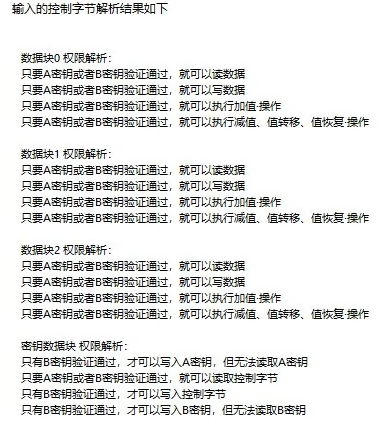 输入的控制字节解析结果如下
数据块0 权限解析：
只要A密钥或者B密钥验证通过，就可以读数据
只要A密钥或者B密钥验证通过，就可以写数据
只要A密钥或者B密钥验证通过，就可以执行加值·操作
只要A密钥或者B密钥验证通过，就可以执行减值、值转移、值恢复·操作
数据块1 权限解析：
只要A密钥或者B密钥验证通过，就可以读数据
只要A密钥或者B密钥验证通过，就可以写数据
只要A密钥或者B密钥验证通过，就可以执行加值·操作
只要A密钥或者B密钥验证通过，就可以执行减值、值转移、值恢复·操作
数据块2 权限解析：
只要A密钥或者B密钥验证通过，就可以读数据
只要A密钥或者B密钥验证通过，就可以写数据
只要A密钥或者B密钥验证通过，就可以执行加值·操作
只要A密钥或者B密钥验证通过，就可以执行减值、值转移、值恢复·操作
密钥数据块 权限解析：
只有B密钥验证通过，才可以写入A密钥，但无法读取A密钥
只要A密钥或者B密钥验证通过，就可以读取控制字节
只有B密钥验证通过，才可以写入控制字节
只有B密钥验证通过，才可以写入B密钥，但无法读取B密钥